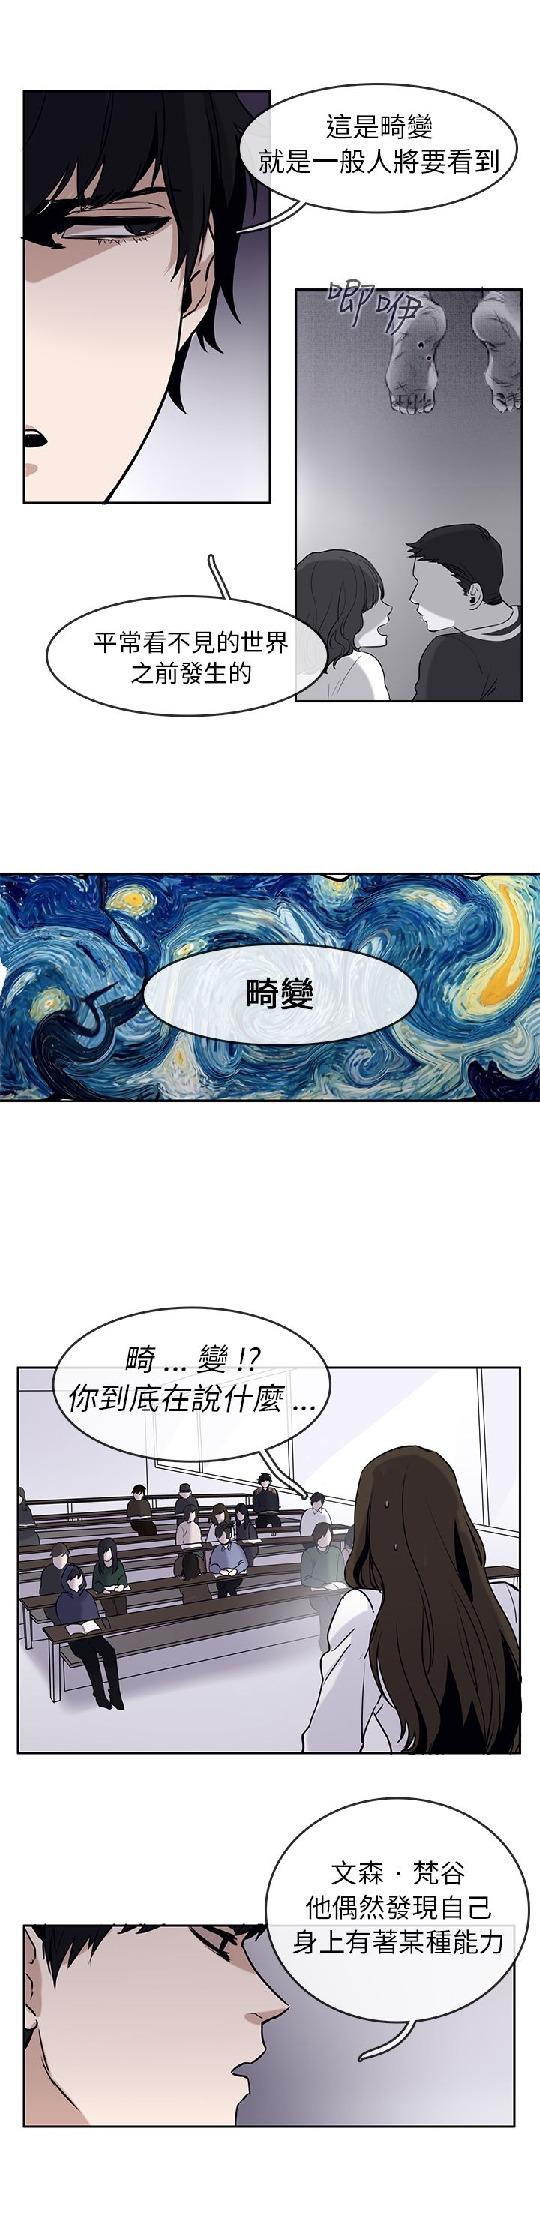 這是畸變
就是一般人將要看到
唧咿
平常看不見的世界
之前發生的
畸變
畸...變!?
你到底在說什麼...
文森·梵谷
他偶然發現自己
身上有著某種能力